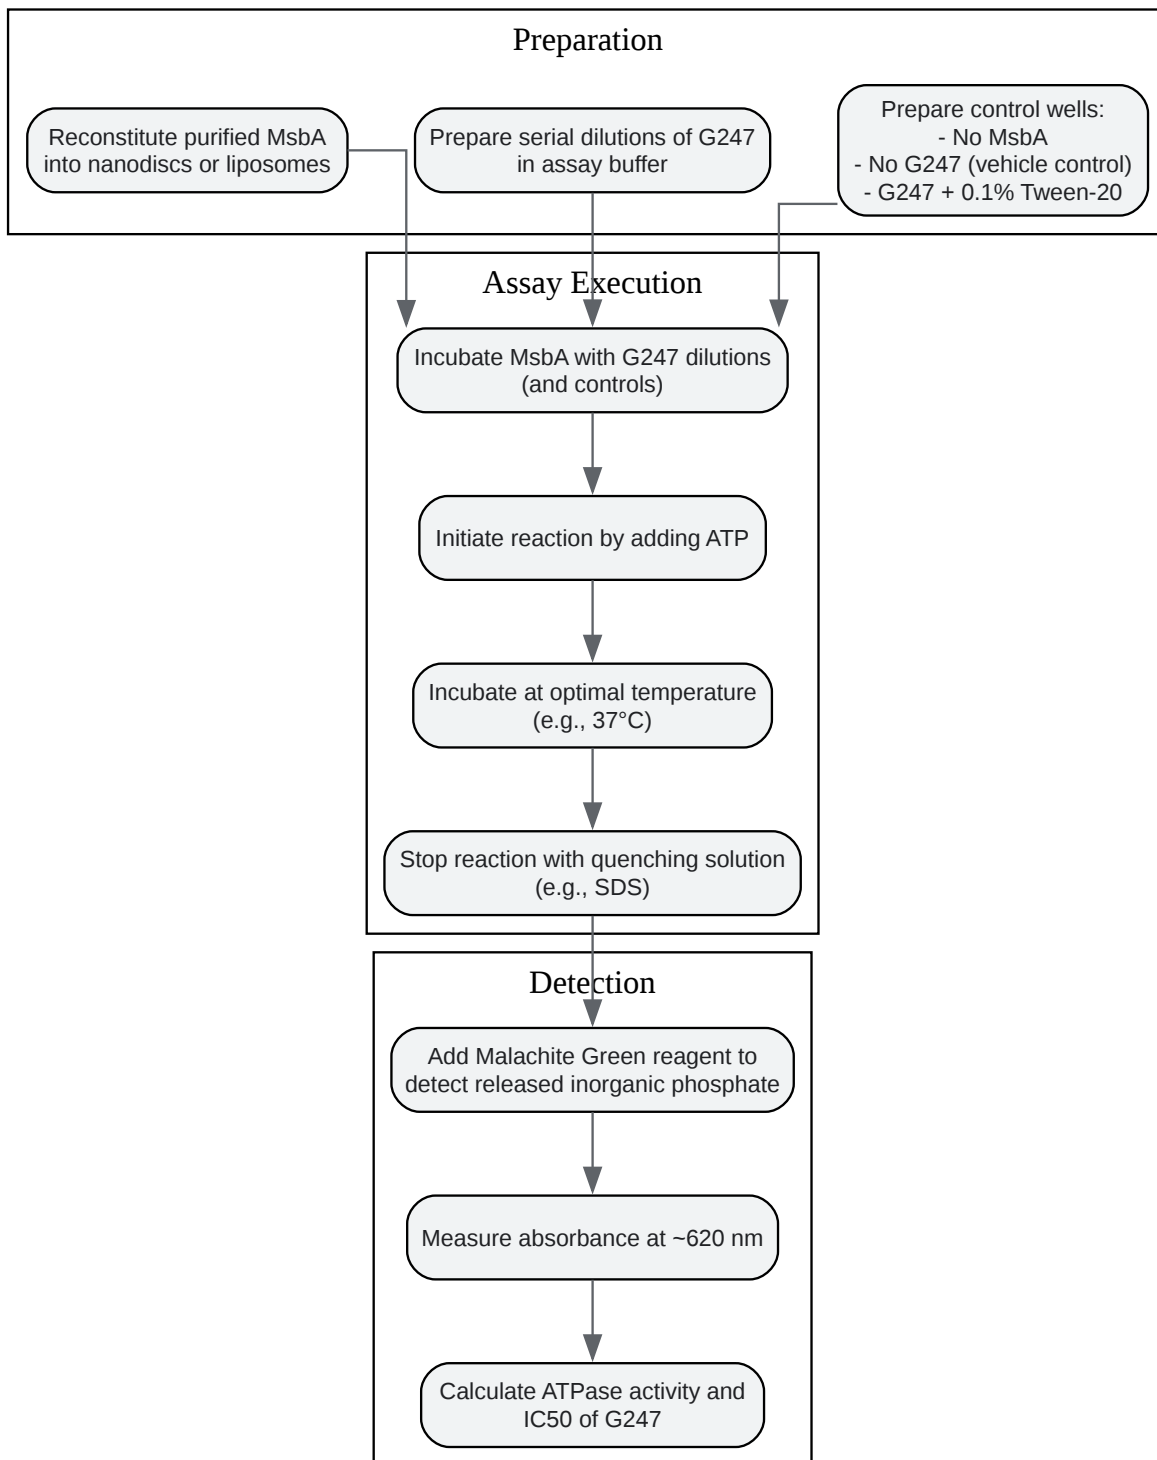 Preparation
Reconstitute purified MsbA
into nanodiscs or liposomes
Prepare serial dilutions of G247
in assay buffer
Prepare control wells:
- No MsbA
- No G247 (vehicle control)
- G247 + 0.1% Tween-20
Assay Execution
Incubate MsbA with G247 dilutions
(and controls)
Initiate reaction by adding ATP
Incubate at optimal temperature
(e.g., 37°C)
Stop reaction with quenching solution
(e.g., SDS)
Detection
Add Malachite Green reagent to
detect released inorganic phosphate
Measure absorbance at ~620 nm
Calculate ATPase activity and
IC50 of G247